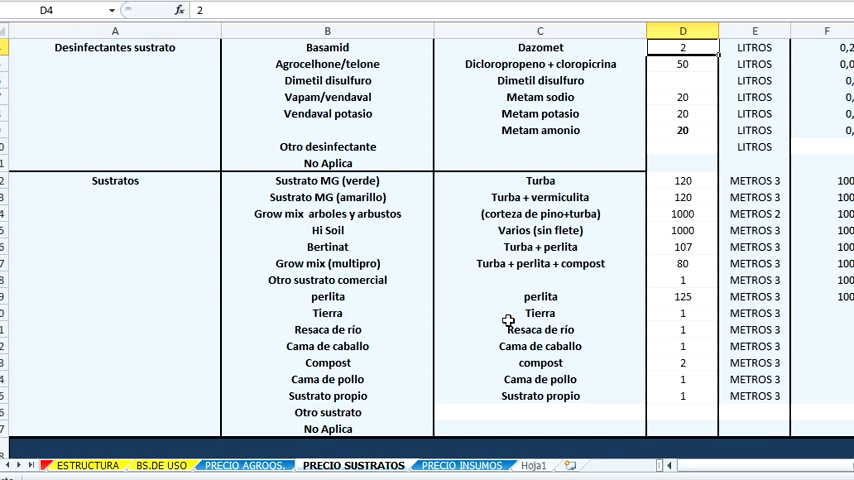 D4 fx 2
A B C D E F
Desinfectantes sustrato Basamid Dazomet 2 LITROS 0,2
Agrocelhone/telone Dicloropropeno + cloropicrina 50 LITROS 0,0
Dimetil disulfuro Dimetil disulfuro LITROS 0,
Vapam/vendaval Metam sodio 20 LITROS 0,
Vendaval potasio Metam potasio 20 LITROS 0,
Metam amonio 20 LITROS 0,
Otro desinfectante LITROS
No Aplica
Sustratos Sustrato MG (verde) Turba 120 METROS 3 100
Sustrato MG (amarillo) Turba + vermiculita 120 METROS 3 100
Grow mix arboles y arbustos (corteza de pino+turba) 1000 METROS 2 100
Hi Soil Varios (sin flete) 1000 METROS 3 100
Bertinat Turba + perlita 107 METROS 3 100
Grow mix (multipro) Turba + perlita + compost 80 METROS 3 100
Otro sustrato comercial 1 METROS 3 100
perlita perlita 125 METROS 3 100
Tierra Tierra 1 METROS 3
Resaca de río Resaca de río 1 METROS 3
Cama de caballo Cama de caballo 1 METROS 3
Compost compost 2 METROS 3
Cama de pollo Cama de pollo 1 METROS 3
Sustrato propio Sustrato propio 1 METROS 3
Otro sustrato
No Aplica
ESTRUCTURA BS.DE USO PRECIO AGROQS. PRECIO SUSTRATOS PRECIO INSUMOS Hoja1